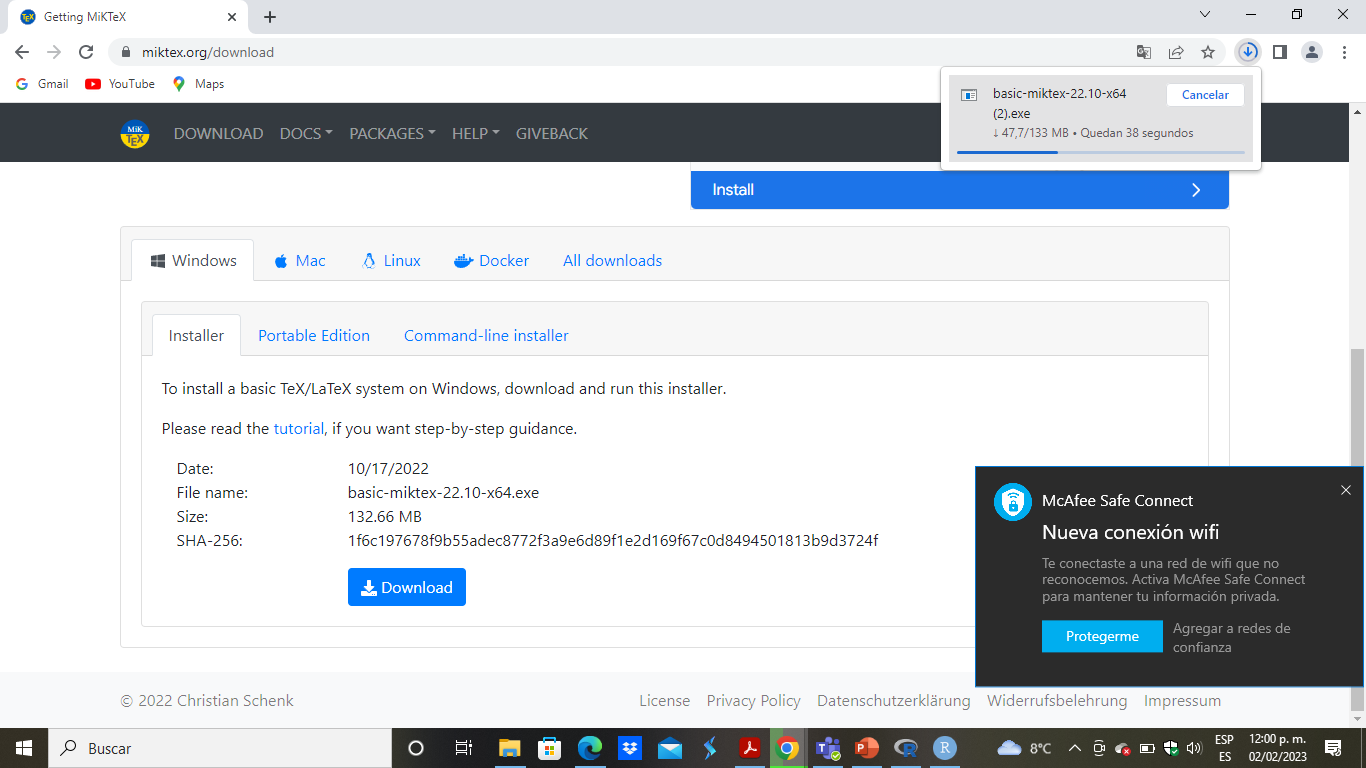 Getting MiKTeX
miktex.org/download
Gmail
YouTube
Maps
basic-miktex-22.10-x64
(2).exe
↓ 47,7/133 MB • Quedan 38 segundos
Cancelar
MiK
TEX
DOWNLOAD
DOCS
PACKAGES
HELP
GIVEBACK
Install
Windows
Mac
Linux
Docker
All downloads
Installer
Portable Edition
Command-line installer
To install a basic TeX/LaTeX system on Windows, download and run this installer.
Please read the tutorial, if you want step-by-step guidance.
Date: 10/17/2022
File name: basic-miktex-22.10-x64.exe
Size: 132.66 MB
SHA-256: 1f6c197678f9b55adec8772f3a9e6d89f1e2d169f67c0d8494501813b9d3724f
Download
McAfee Safe Connect
Nueva conexión wifi
Te conectaste a una red de wifi que no
reconocemos. Activa McAfee Safe Connect
para mantener tu información privada.
Protegerme
Agregar a redes de
confianza
© 2022 Christian Schenk
License
Privacy Policy
Datenschutzerklärung
Widerrufsbelehrung
Impressum
Buscar
8°C
ESP
ES
12:00 p. m.
02/02/2023